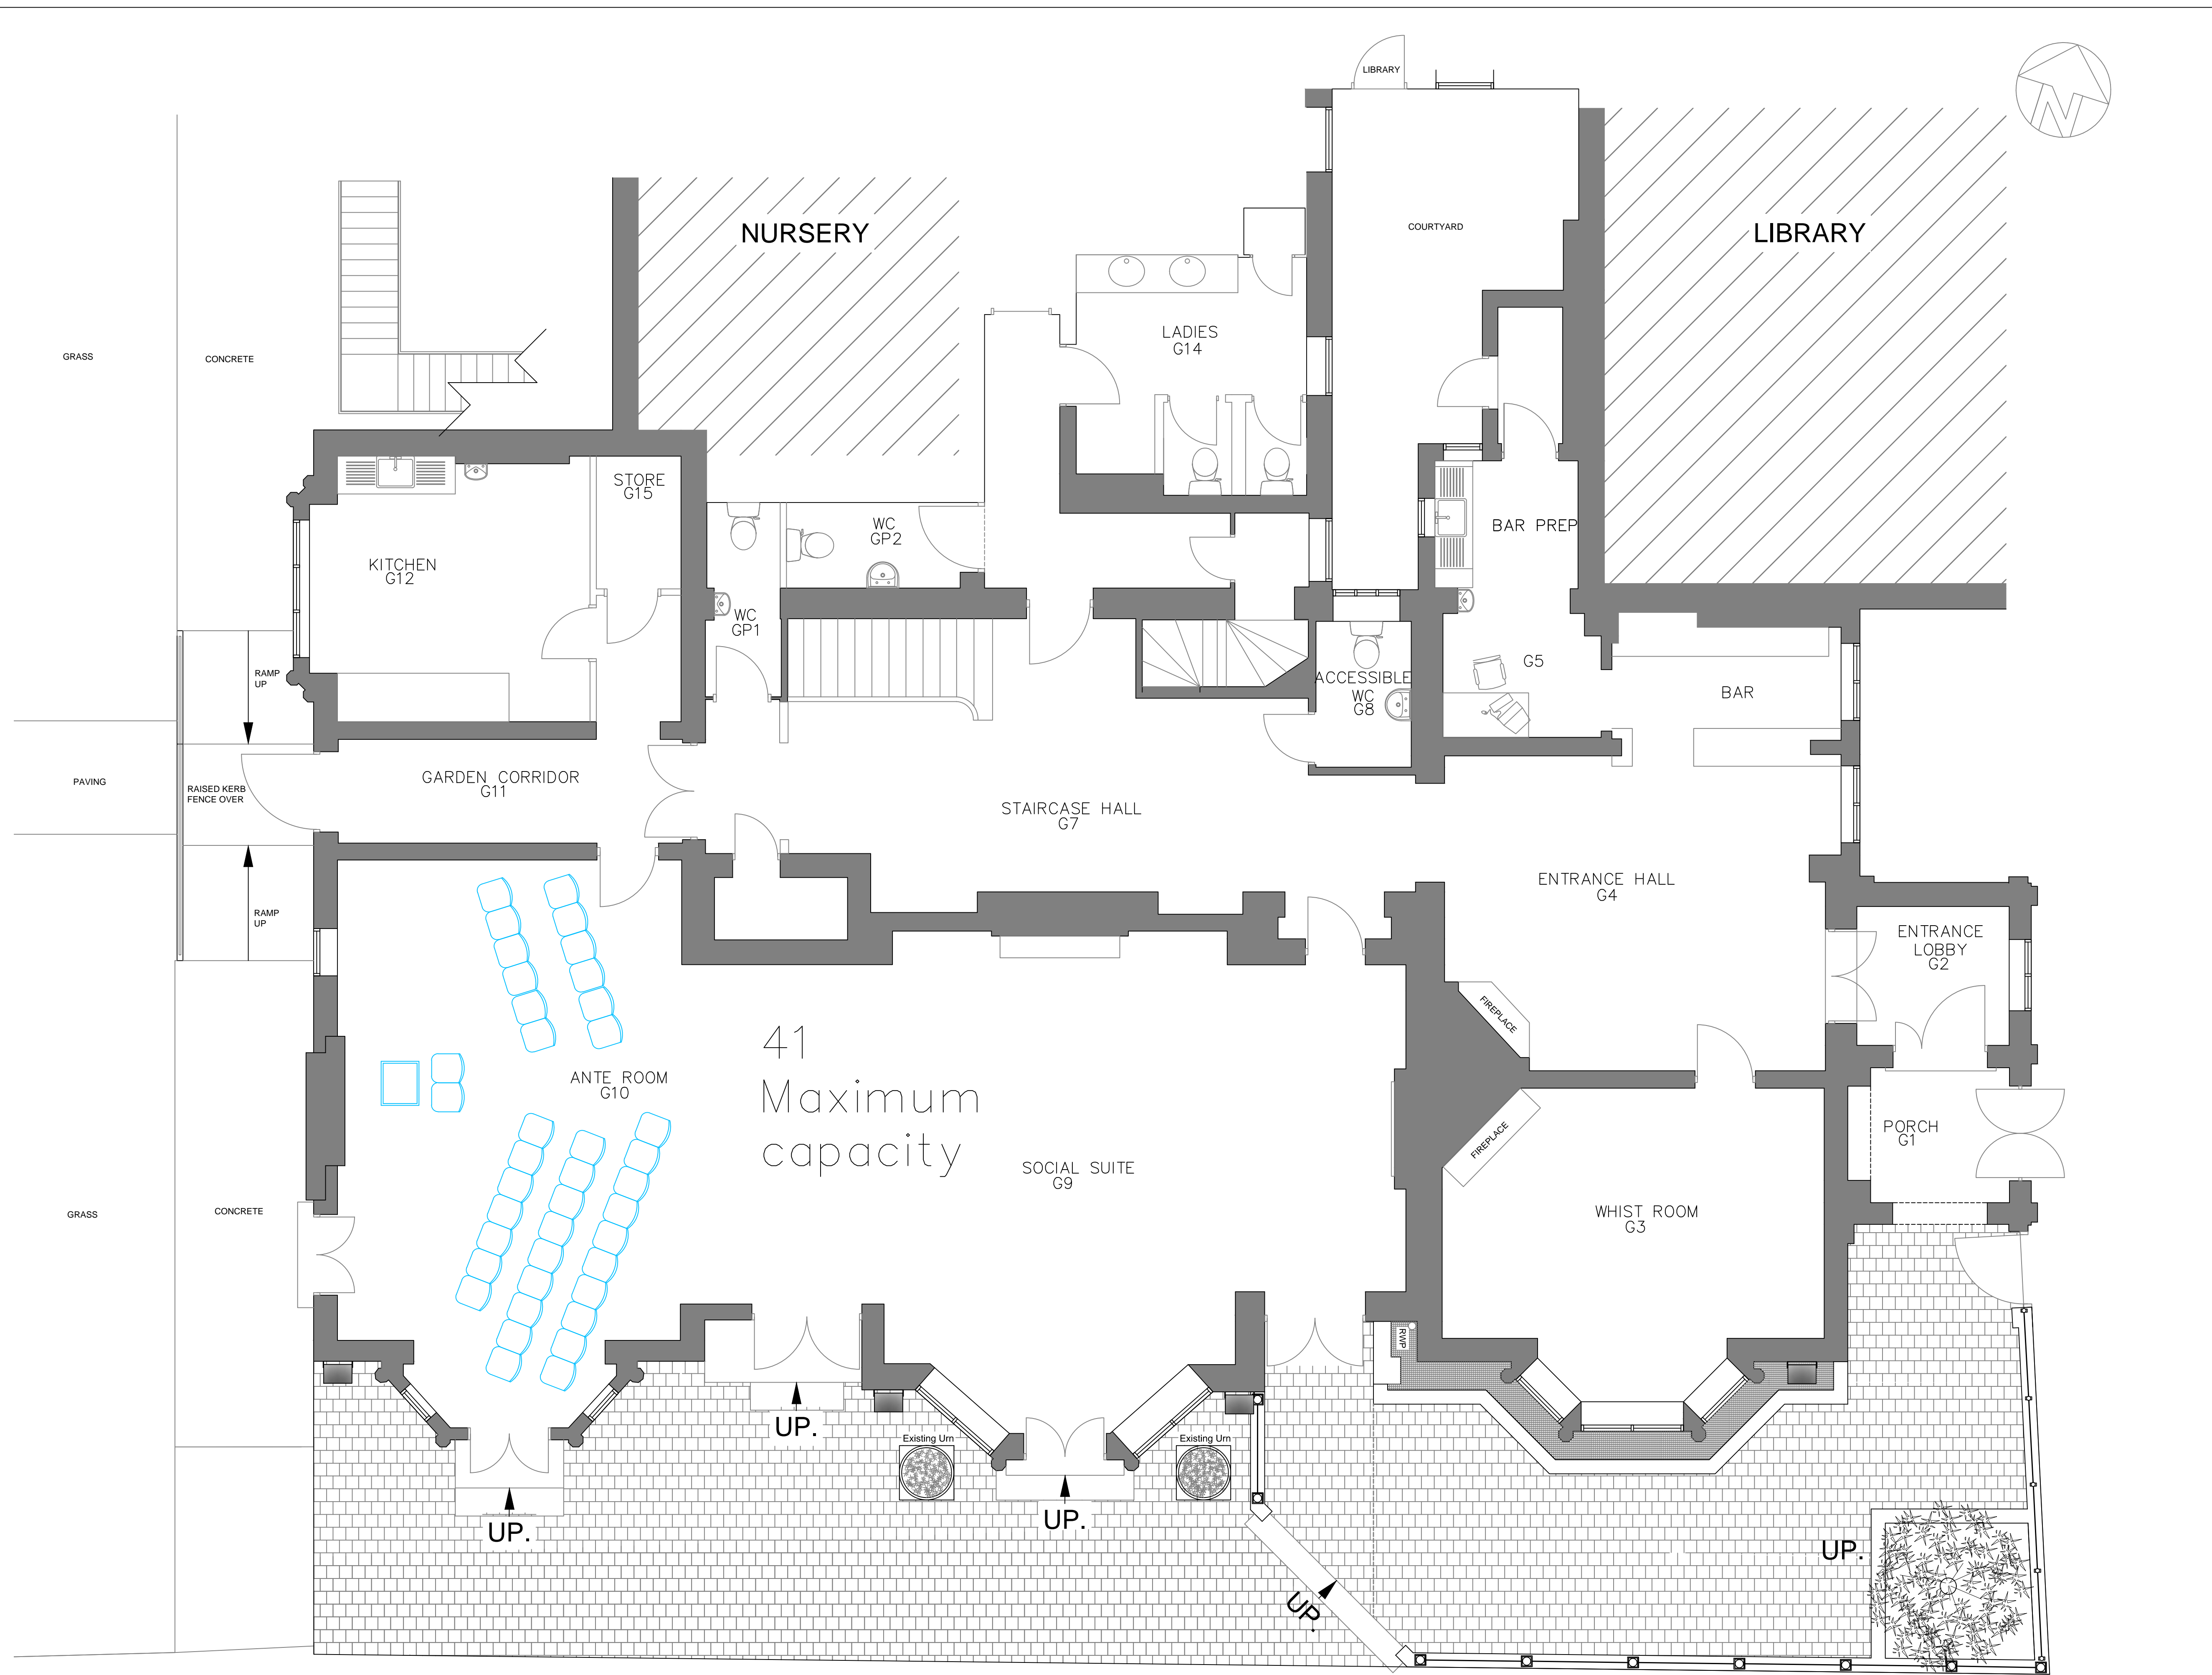 LIBRARY
N
NURSERY
COURTYARD
LIBRARY
LADIES
G14
GRASS
CONCRETE
STORE
G15
WC
GP2
BAR PREP
KITCHEN
G12
WC
GP1
G5
RAMP
UP
ACCESSIBLE
WC
G8
BAR
PAVING
RAISED KERB
FENCE OVER
GARDEN CORRIDOR
G11
STAIRCASE HALL
G7
ENTRANCE HALL
G4
RAMP
UP
ENTRANCE
LOBBY
G2
FIREPLACE
41
Maximum
capacity
ANTE ROOM
G10
PORCH
G1
FIREPLACE
SOCIAL SUITE
G9
GRASS
CONCRETE
WHIST ROOM
G3
RWP
UP.
Existing Urn
Existing Urn
UP.
UP.
UP.
UP.